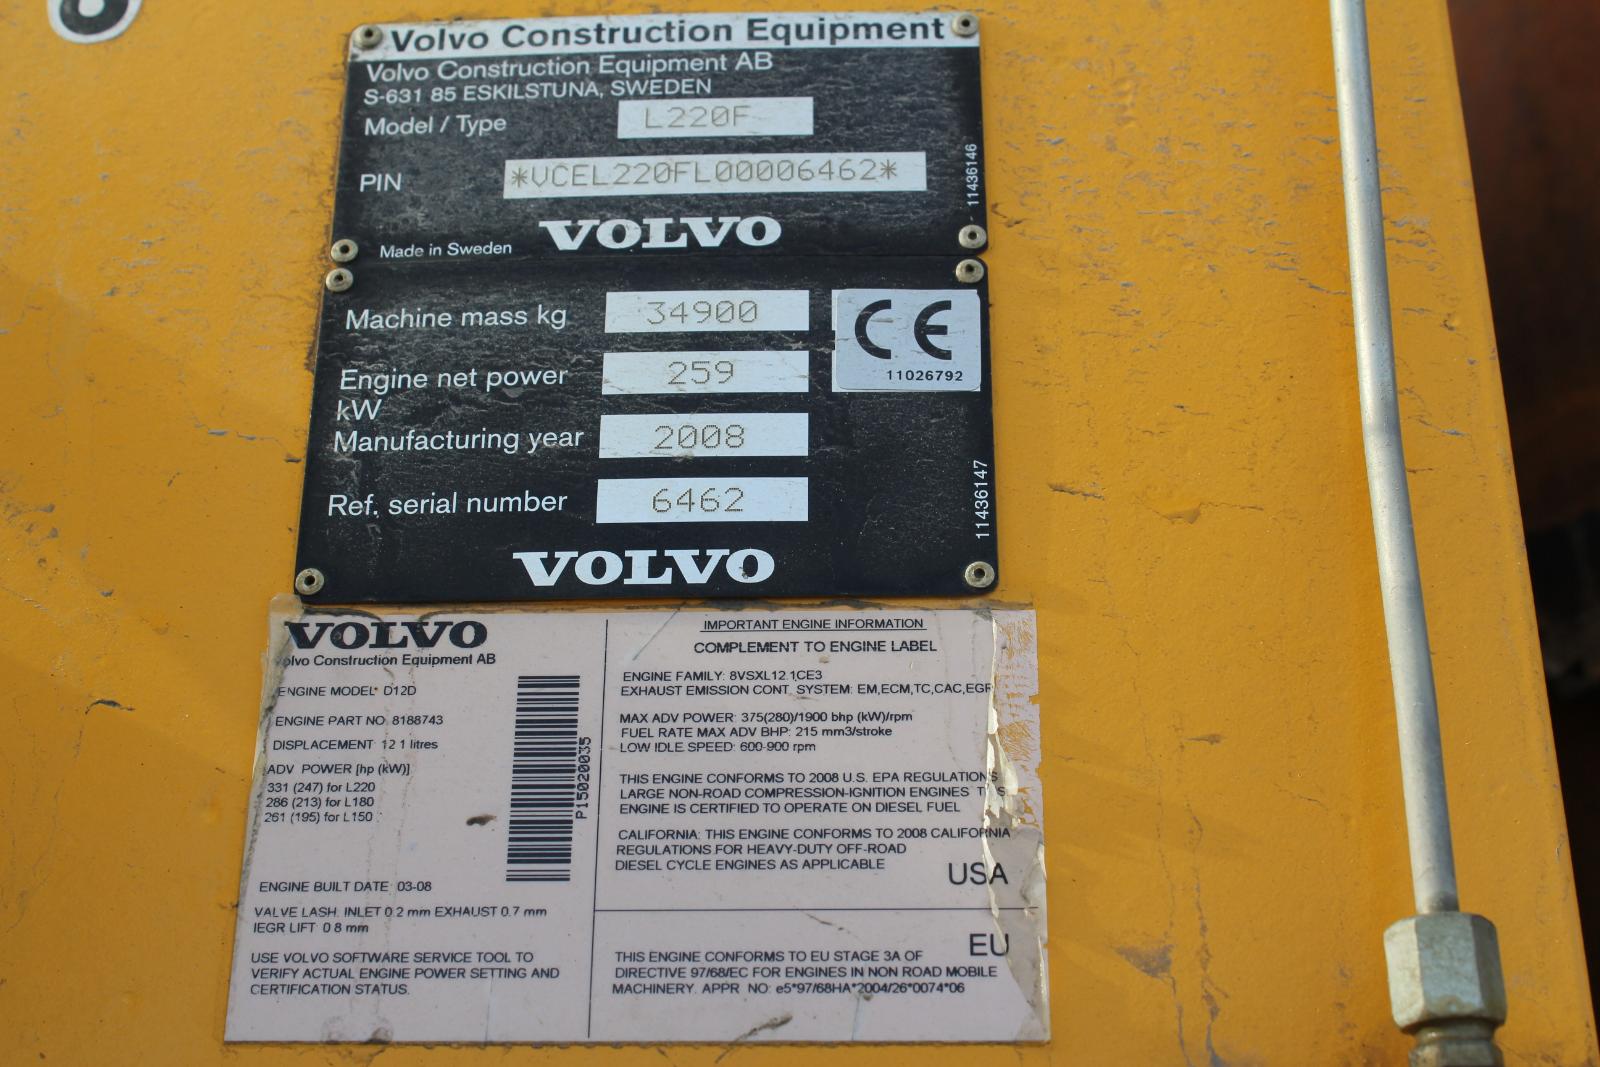 Volvo Construction Equipment
Volvo Construction Equipment AB
S-631 85 ESKILSTUNA, SWEDEN
Model / Type L220F
PIN *VCEL220FL00006462*
11436146
Made in Sweden VOLVO
Machine mass kg 34900
CE
11026792
Engine net power 259
kW
Manufacturing year 2008
Ref. serial number 6462
11436147
VOLVO
VOLVO
olvo Construction Equipment AB
ENGINE MODEL: D12D
ENGINE PART NO. 8188743
DISPLACEMENT 12.1 litres
ADV POWER [hp (kW)]
331 (247) for L220
286 (213) for L180
261 (195) for L150
P15020035
ENGINE BUILT DATE 03-08
VALVE LASH. INLET 0.2 mm EXHAUST 0.7 mm
IEGR LIFT 0.8 mm
USE VOLVO SOFTWARE SERVICE TOOL TO
VERIFY ACTUAL ENGINE POWER SETTING AND
CERTIFICATION STATUS.
IMPORTANT ENGINE INFORMATION
COMPLEMENT TO ENGINE LABEL
ENGINE FAMILY: 8VSXL12.1CE3
EXHAUST EMISSION CONT. SYSTEM: EM,ECM,TC,CAC,EGR
MAX ADV POWER: 375(280)/1900 bhp (kW)/rpm
FUEL RATE MAX ADV BHP: 215 mm3/stroke
LOW IDLE SPEED: 600-900 rpm
THIS ENGINE CONFORMS TO 2008 U.S. EPA REGULATIONS
LARGE NON-ROAD COMPRESSION-IGNITION ENGINES THIS
ENGINE IS CERTIFIED TO OPERATE ON DIESEL FUEL
CALIFORNIA: THIS ENGINE CONFORMS TO 2008 CALIFORNIA
REGULATIONS FOR HEAVY-DUTY OFF-ROAD
DIESEL CYCLE ENGINES AS APPLICABLE
USA
EU
THIS ENGINE CONFORMS TO EU STAGE 3A OF
DIRECTIVE 97/68/EC FOR ENGINES IN NON ROAD MOBILE
MACHINERY. APPR NO: e5*97/68HA*2004/26*0074*06